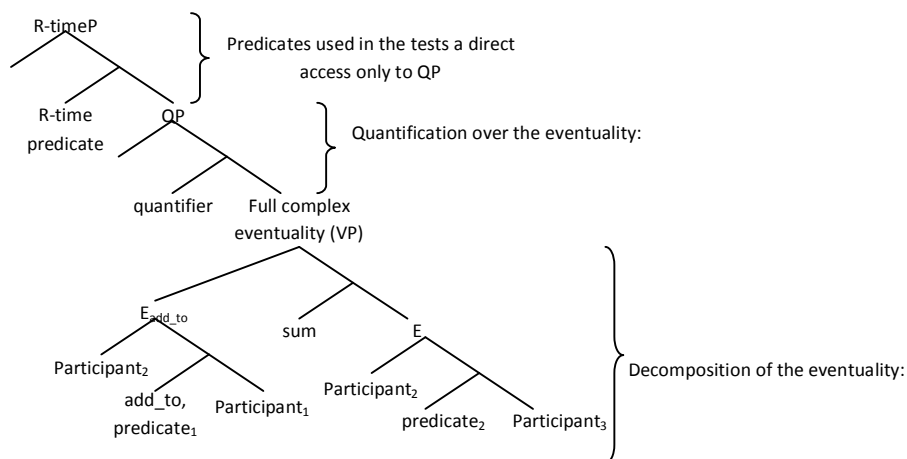 R-timeP
Predicates used in the tests a direct
access only to QP
R-time
predicate
QP
Quantification over the eventuality:
quantifier
Full complex
eventuality (VP)
E_add_to
sum
E
Participant₂
add_to,
predicate₁
Participant₁
Participant₂
predicate₂
Participant₃
Decomposition of the eventuality: